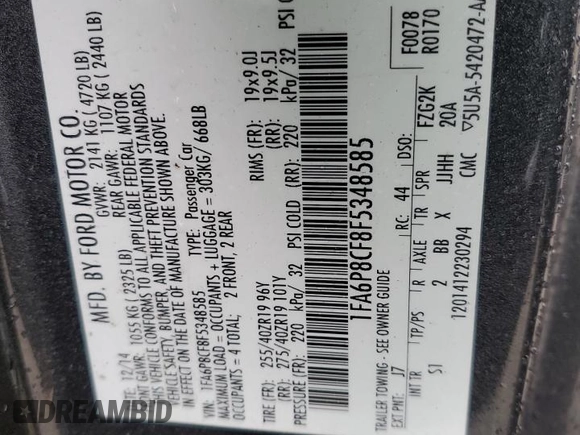 MFD. BY FORD MOTOR CO.
DATE: 12/14 GVWR: 2141 KG ( 4720 LB)
FRONT GAWR: 1055 KG ( 2325 LB) REAR GAWR: 1107 KG ( 2440 LB)
THIS VEHICLE CONFORMS TO ALL APPLICABLE FEDERAL MOTOR
VEHICLE SAFETY, BUMPER, AND THEFT PREVENTION STANDARDS
IN EFFECT ON THE DATE OF MANUFACTURE SHOWN ABOVE.
VIN: 1FA6P8CF8F5348585 TYPE: Passenger Car
MAXIMUM LOAD = OCCUPANTS + LUGGAGE = 303KG/ 668LB
OCCUPANTS = 4 TOTAL; 2 FRONT, 2 REAR
TIRE (FR): 255/40ZR19 96Y RIMS (FR): 19x9.0J
(RR): 275/40ZR19 101Y (RR): 19x9.5J
PRESSURE (FR): 220 kPa/ 32 PSI COLD (RR): 220 kPa/ 32 PSI C
1FA6P8CF8F5348585
F0078
R0170
TRAILER TOWING - SEE OWNER GUIDE
EXT PNT: J7 RC: 44 DSO:
INT TR TP/PS R AXLE TR SPR FZG2K
S1 2 BB X JJHH 20A
1201412230294 CMC ▽5U5A-5420472-AA
©DREAMBID